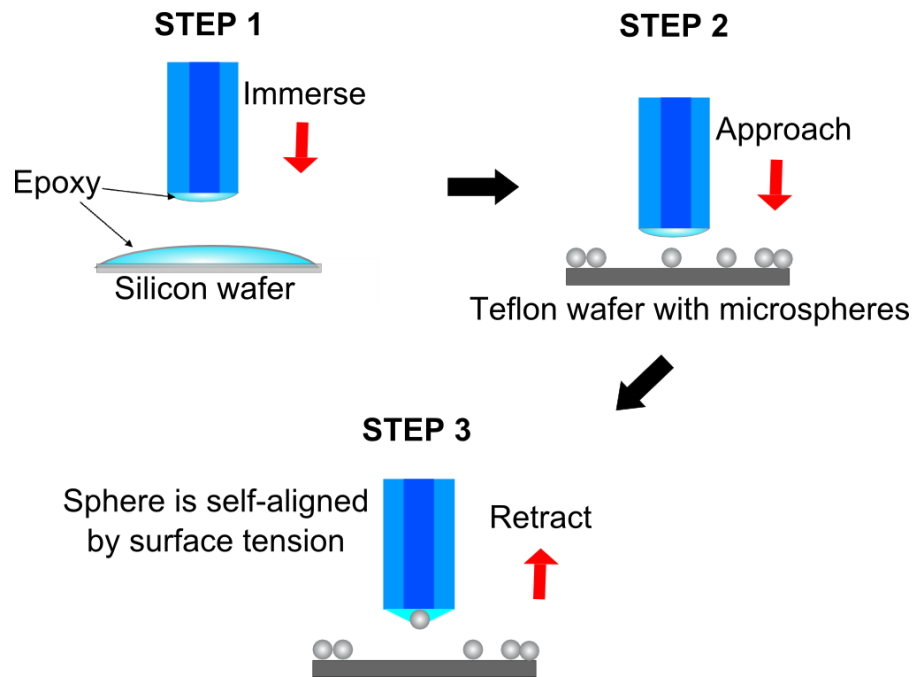 STEP 1
Immerse
Epoxy
Silicon wafer
STEP 2
Approach
Teflon wafer with microspheres
STEP 3
Sphere is self-aligned
by surface tension
Retract